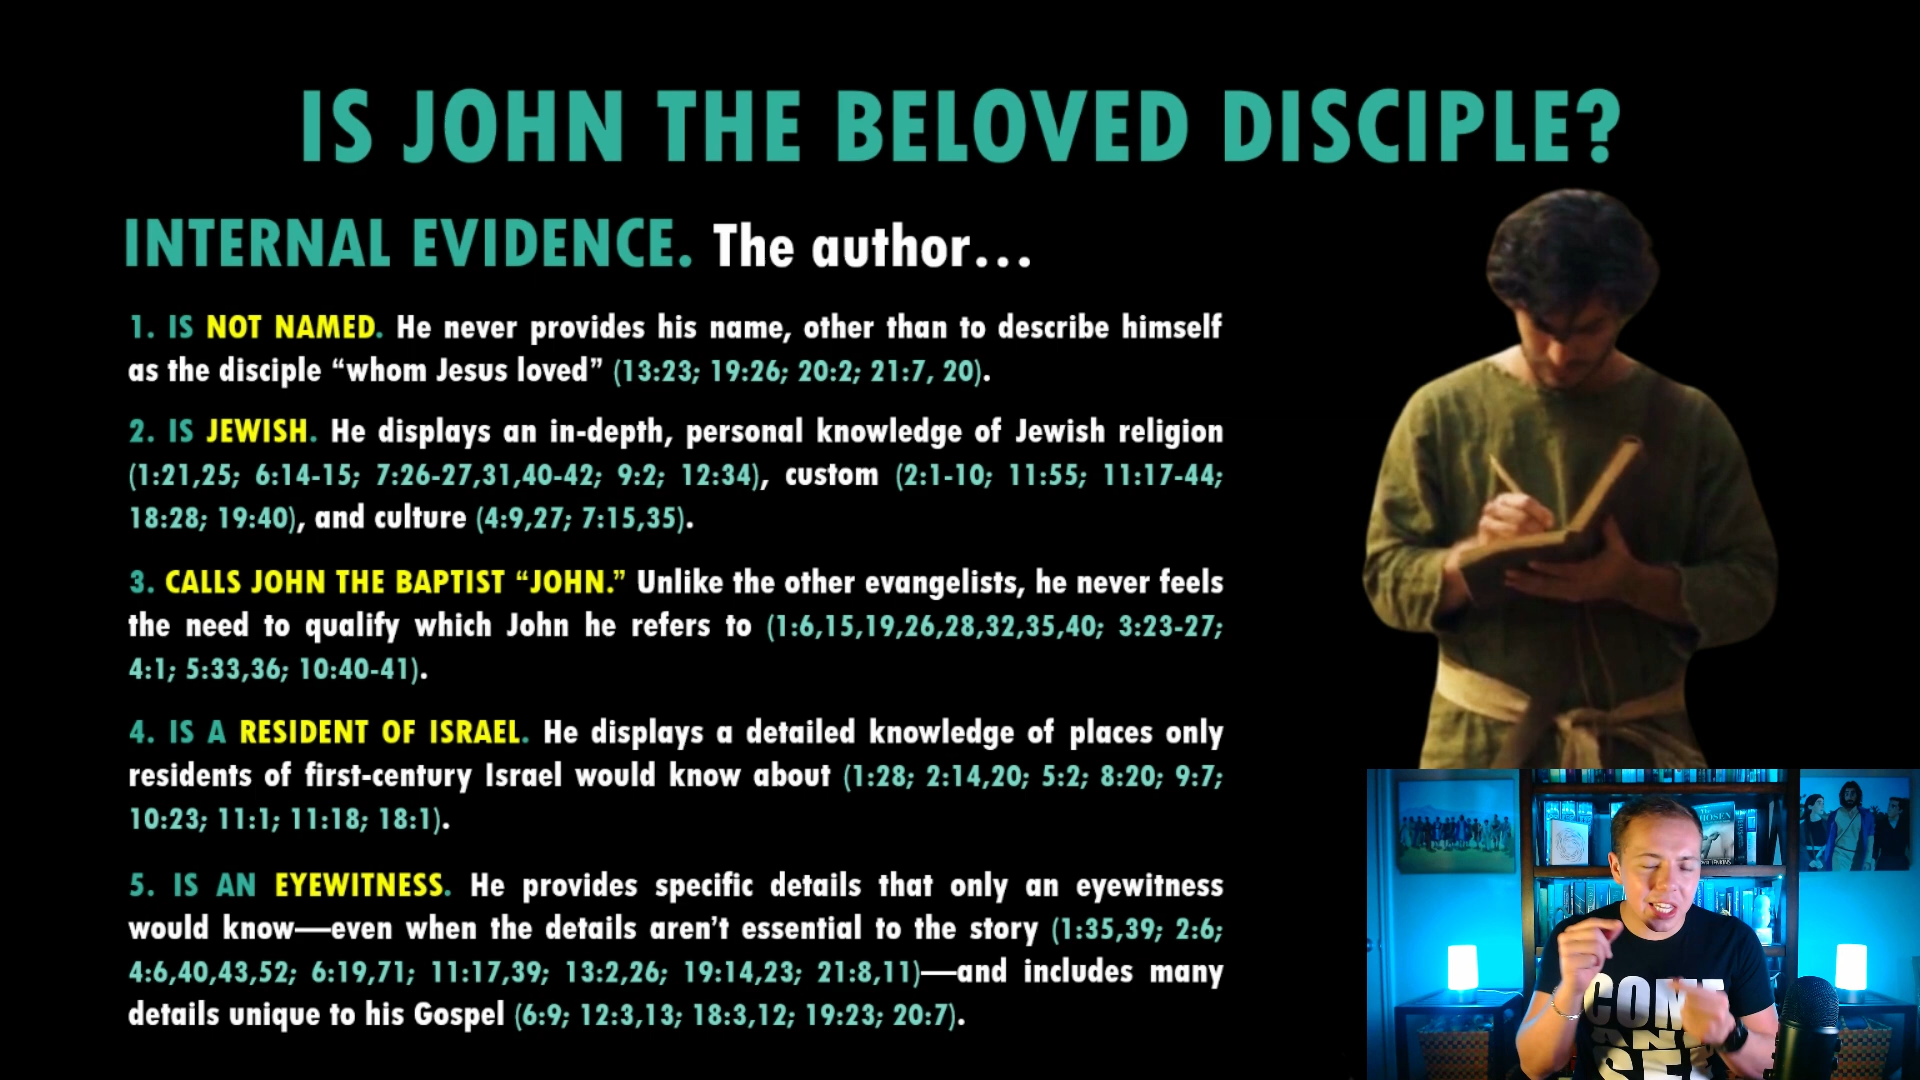 IS JOHN THE BELOVED DISCIPLE?
INTERNAL EVIDENCE. The author…
1. IS NOT NAMED. He never provides his name, other than to describe himself
as the disciple “whom Jesus loved” (13:23; 19:26; 20:2; 21:7, 20).
2. IS JEWISH. He displays an in-depth, personal knowledge of Jewish religion
(1:21,25; 6:14-15; 7:26-27,31,40-42; 9:2; 12:34), custom (2:1-10; 11:55; 11:17-44;
18:28; 19:40), and culture (4:9,27; 7:15,35).
3. CALLS JOHN THE BAPTIST “JOHN.” Unlike the other evangelists, he never feels
the need to qualify which John he refers to (1:6,15,19,26,28,32,35,40; 3:23-27;
4:1; 5:33,36; 10:40-41).
4. IS A RESIDENT OF ISRAEL. He displays a detailed knowledge of places only
residents of first-century Israel would know about (1:28; 2:14,20; 5:2; 8:20; 9:7;
10:23; 11:1; 11:18; 18:1).
5. IS AN EYEWITNESS. He provides specific details that only an eyewitness
would know—even when the details aren’t essential to the story (1:35,39; 2:6;
4:6,40,43,52; 6:19,71; 11:17,39; 13:2,26; 19:14,23; 21:8,11)—and includes many
details unique to his Gospel (6:9; 12:3,13; 18:3,12; 19:23; 20:7).
COME
AND
SEE